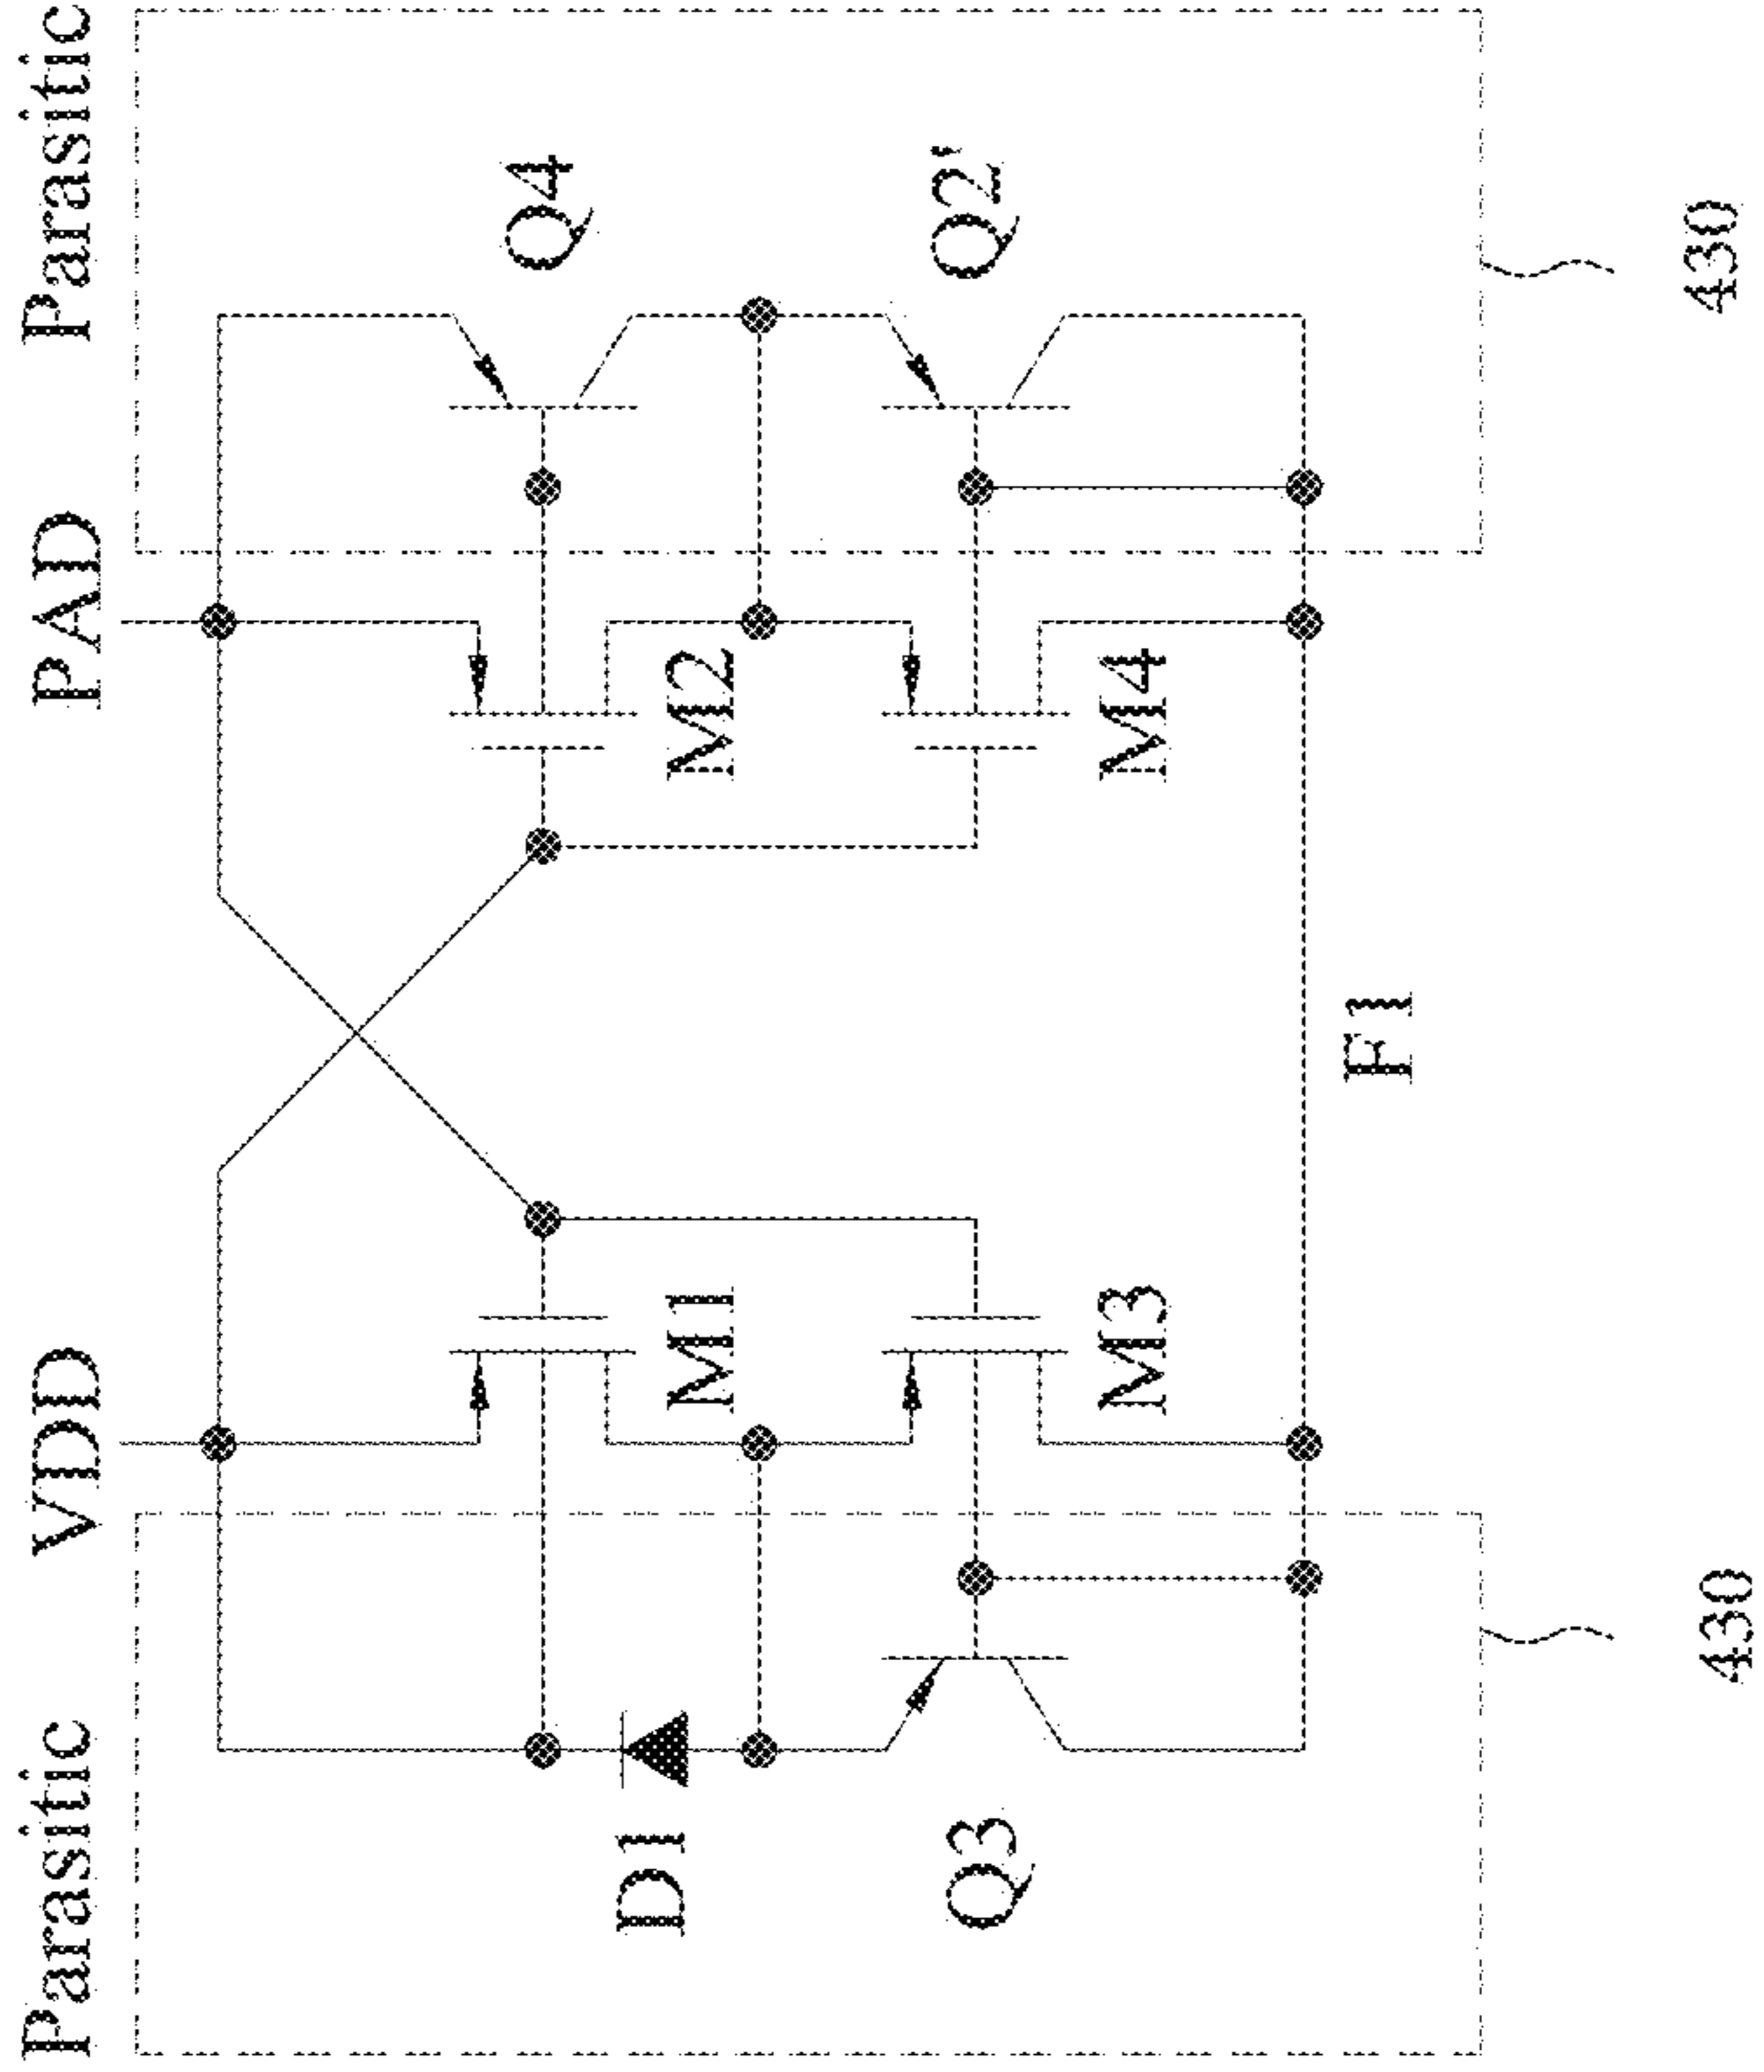 Parasitic
VDD
PAD
Parasitic
D1
M1
M2
Q4
Q3
M3
M4
Q2'
F1
430
430